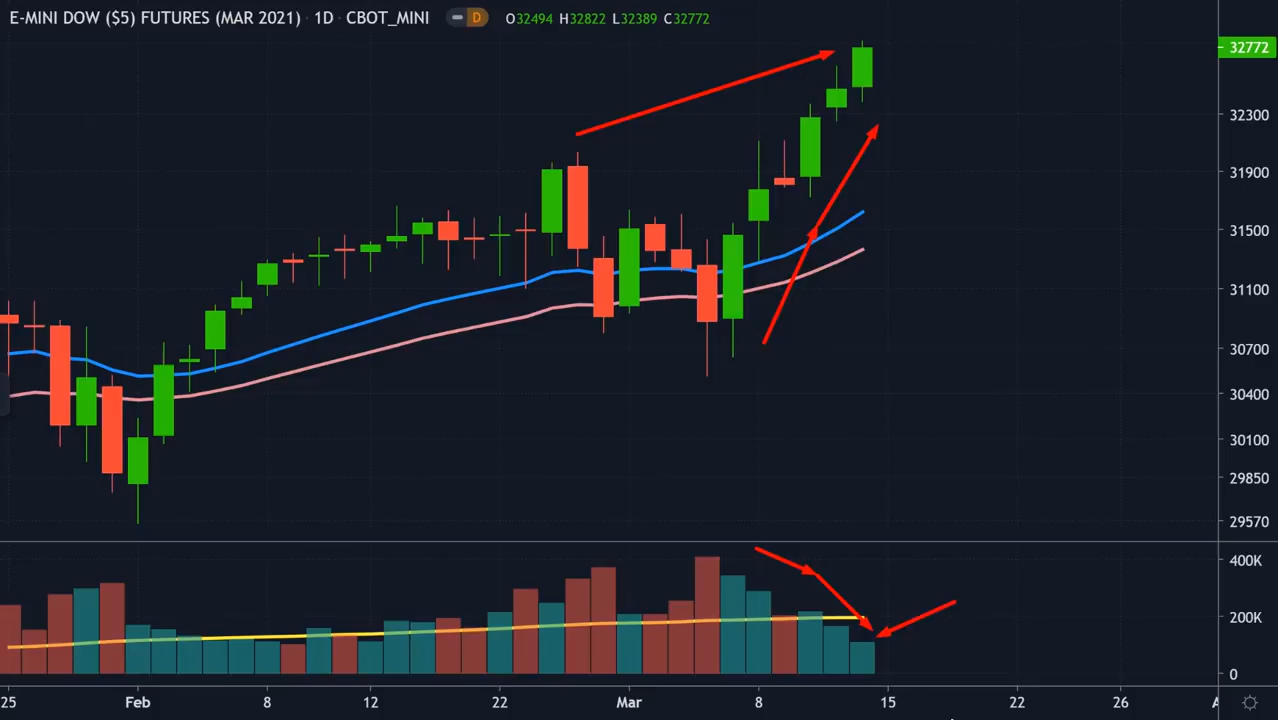 E-MINI DOW ($5) FUTURES (MAR 2021) · 1D · CBOT_MINI D O32494 H32822 L32389 C32772
32772
32300
31900
31500
31100
30700
30400
30100
29850
29570
400K
200K
0
25 Feb 8 12 22 Mar 8 15 22 26